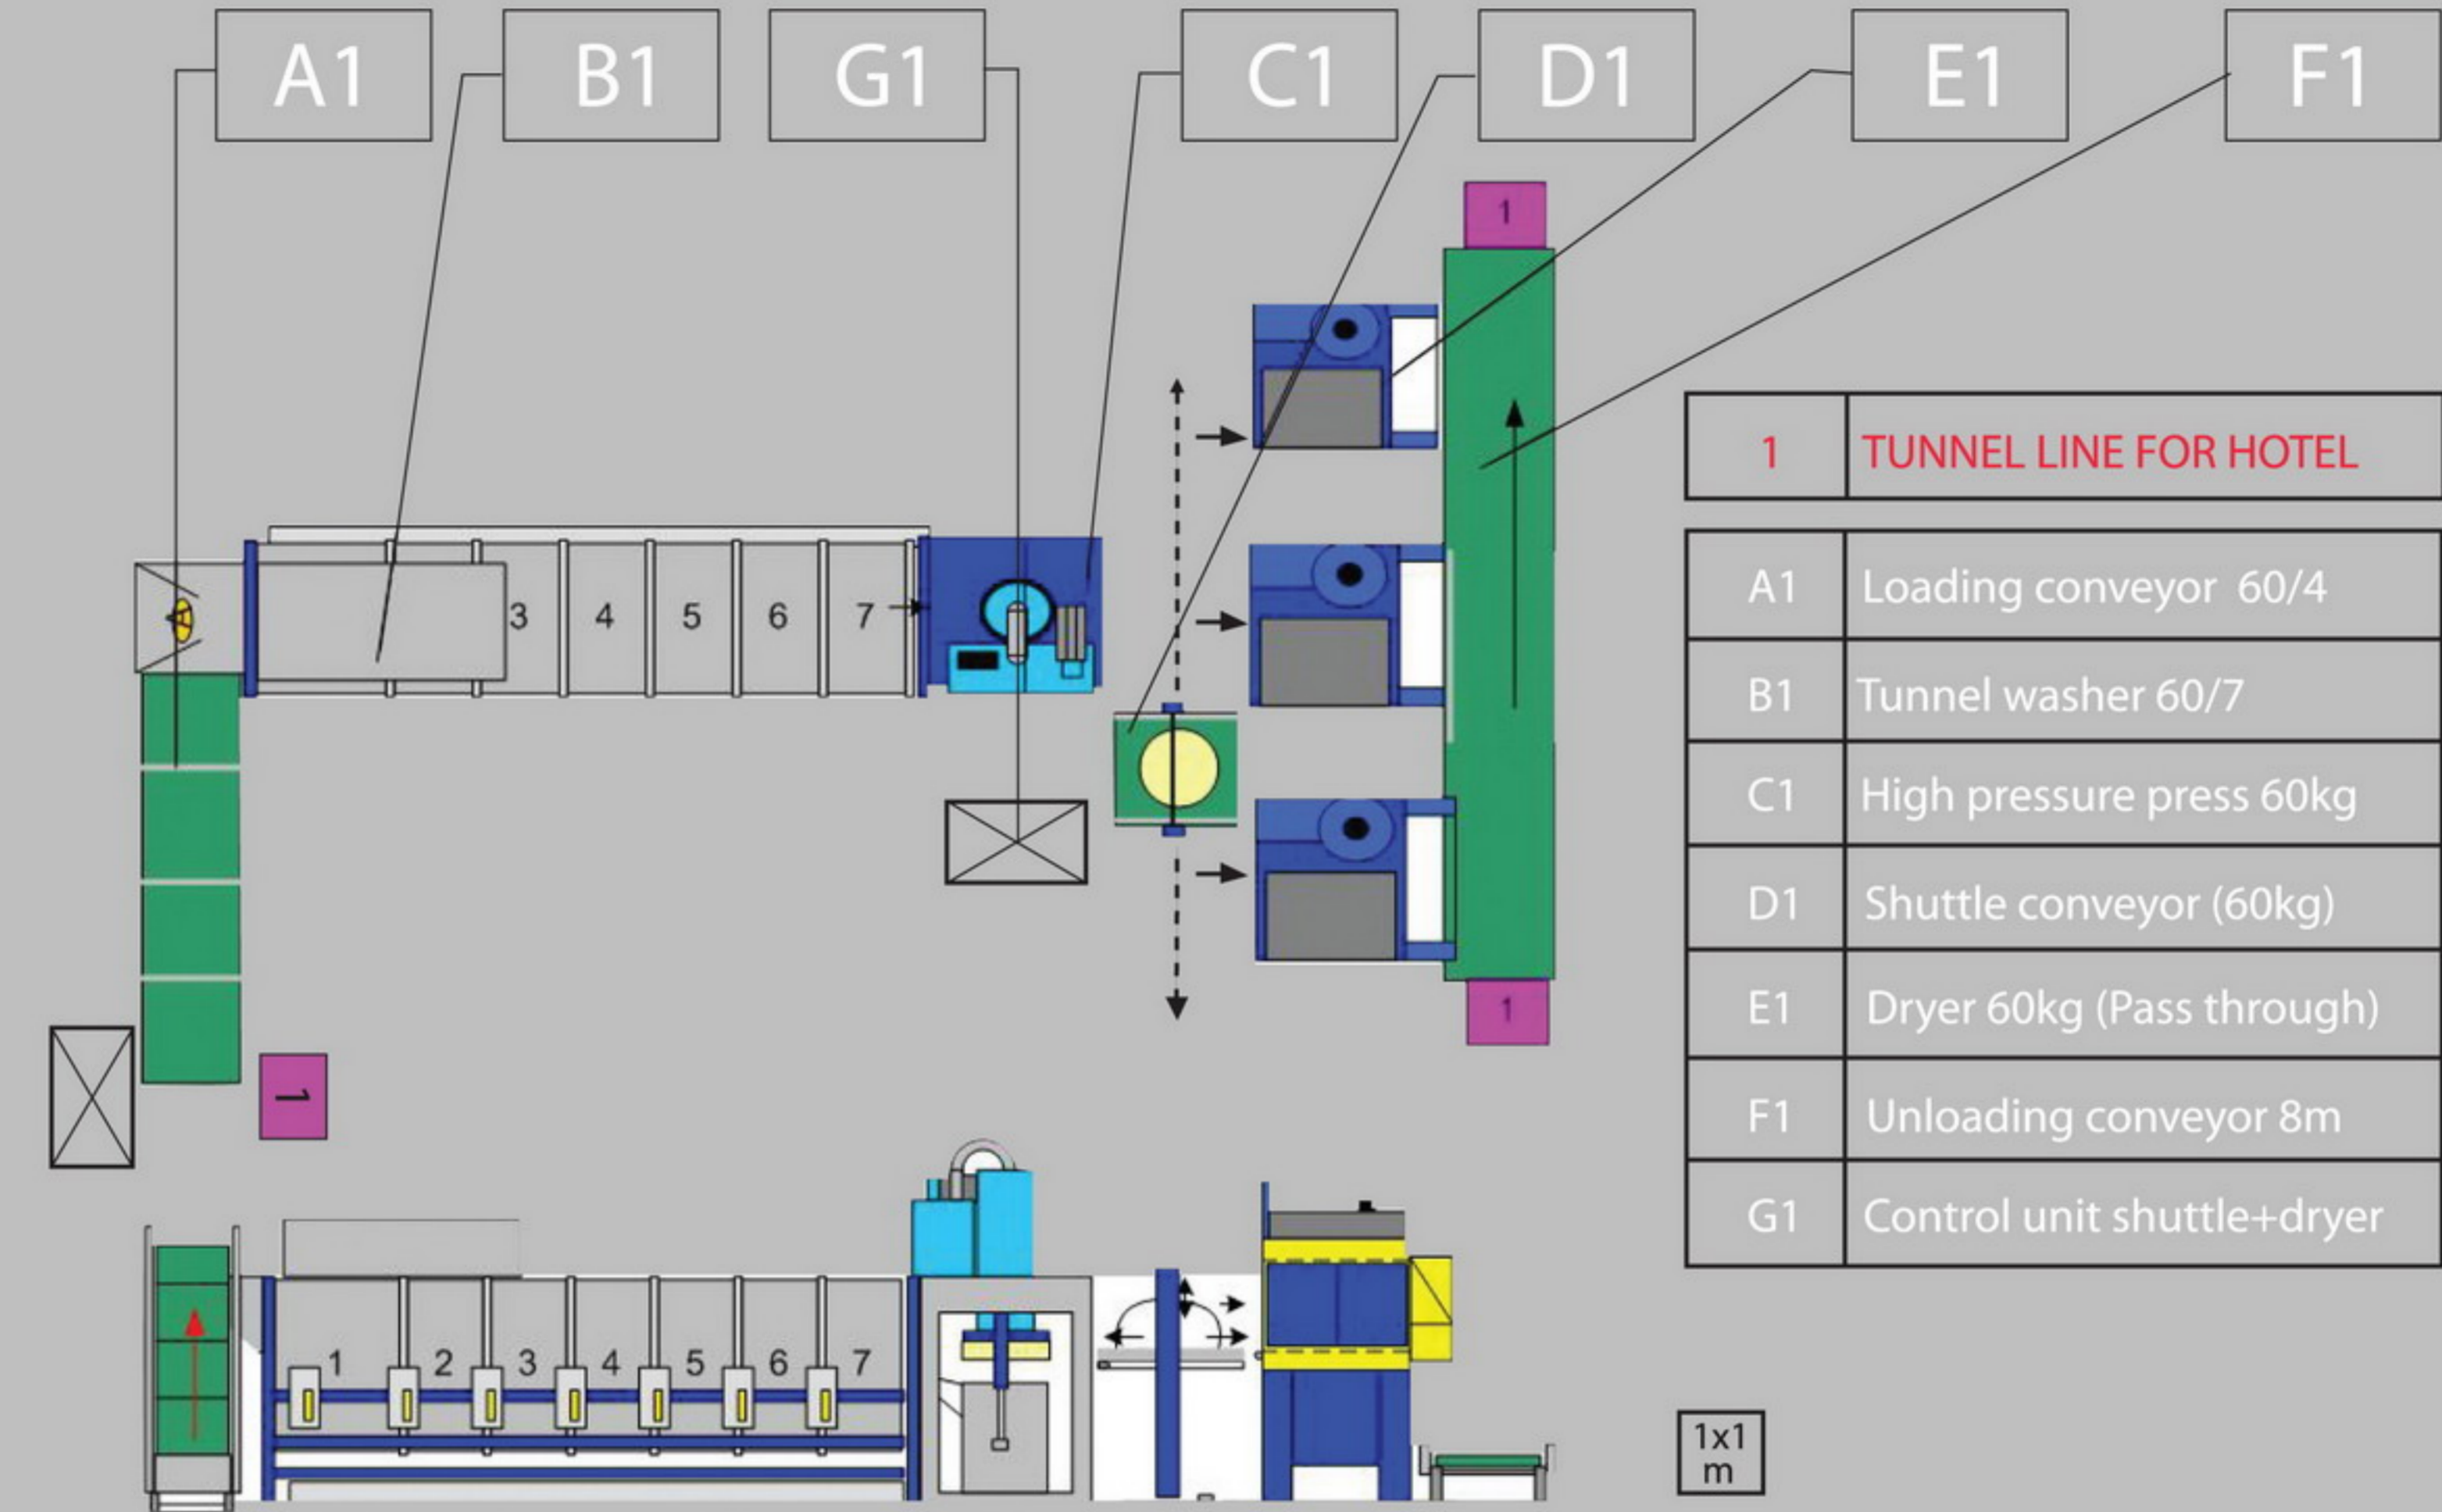 A1
B1
G1
C1
D1
E1
F1
1
3
4
5
6
7
1
1
1
1 TUNNEL LINE FOR HOTEL
A1 Loading conveyor 60/4
B1 Tunnel washer 60/7
C1 High pressure press 60kg
D1 Shuttle conveyor (60kg)
E1 Dryer 60kg (Pass through)
F1 Unloading conveyor 8m
G1 Control unit shuttle+dryer
1
2
3
4
5
6
7
1x1
m